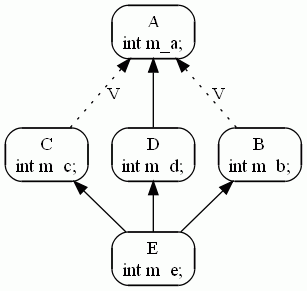 A
int m_a;
V
V
C
int m_c;
D
int m_d;
B
int m_b;
E
int m_e;